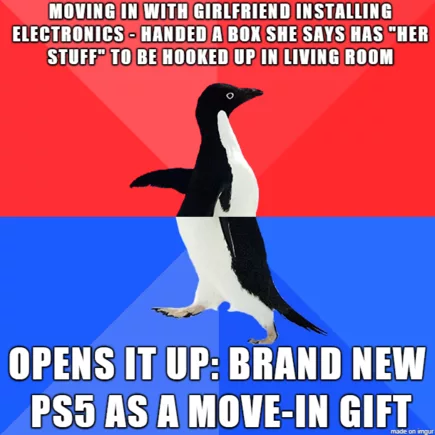 MOVING IN WITH GIRLFRIEND INSTALLING
ELECTRONICS - HANDED A BOX SHE SAYS HAS "HER
STUFF" TO BE HOOKED UP IN LIVING ROOM
OPENS IT UP: BRAND NEW
PS5 AS A MOVE-IN GIFT
made on imgur